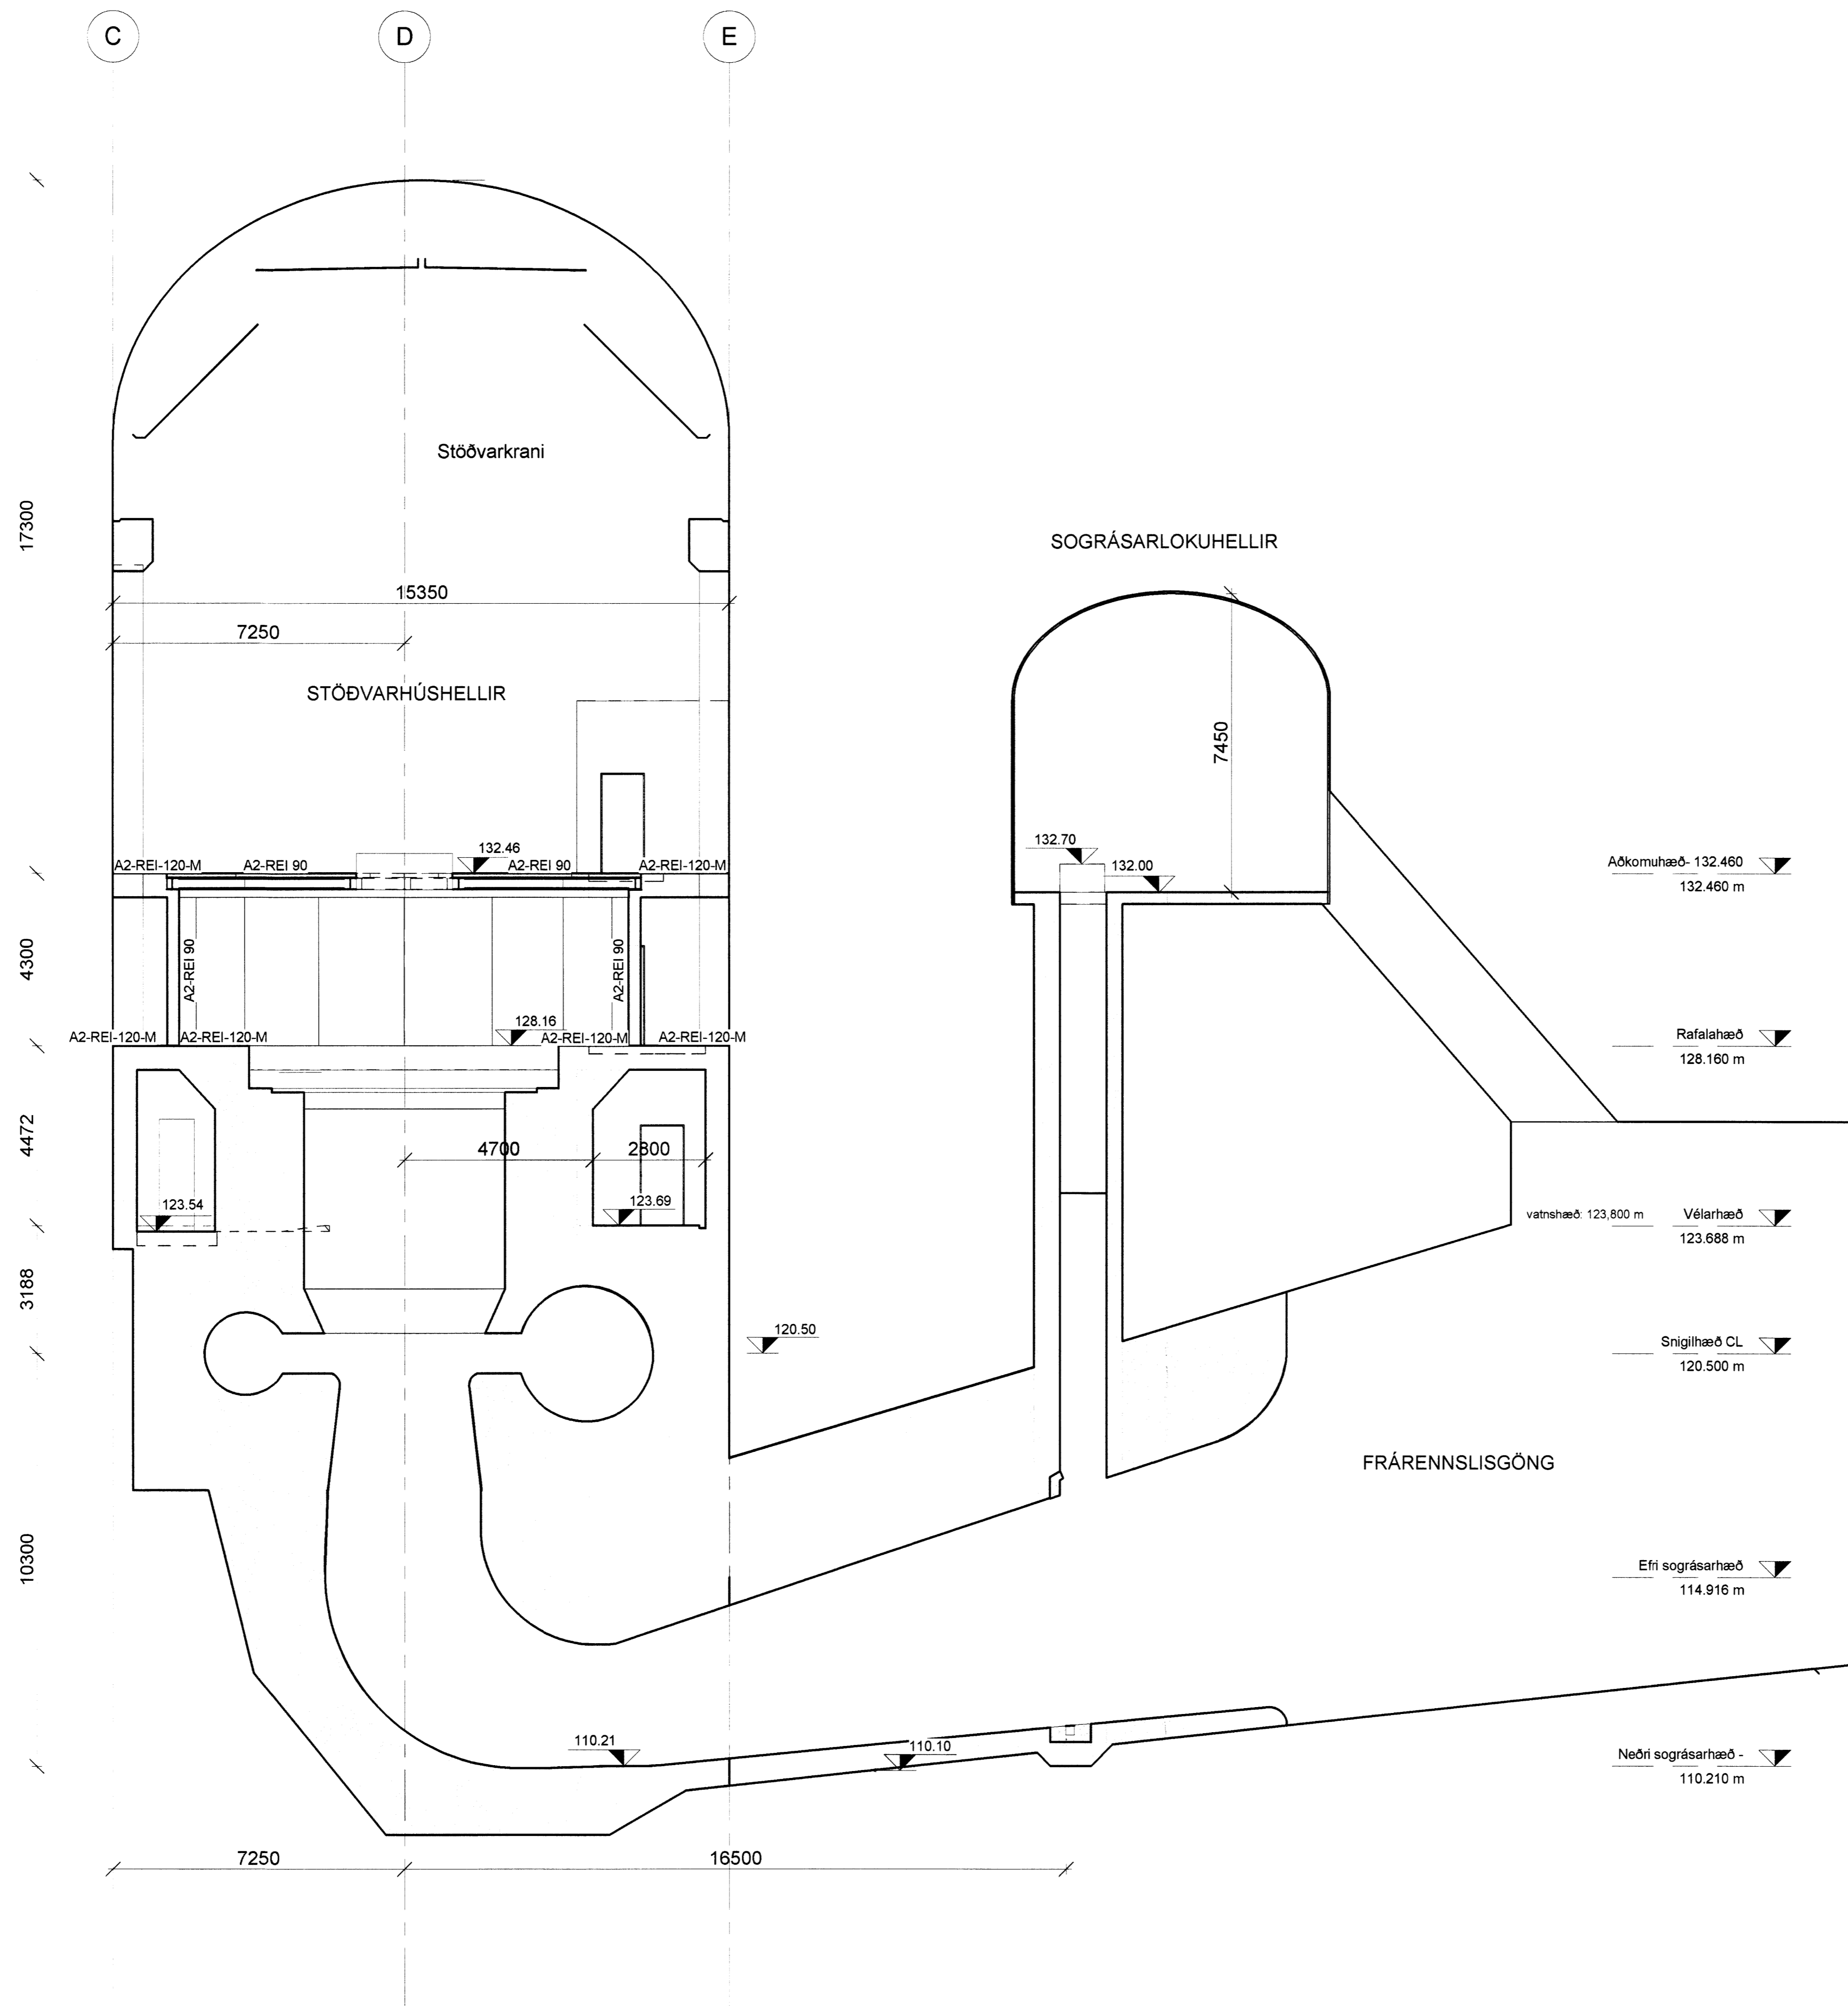 C
D
E
Stöðvarkrani
17300
SOGRÁSARLOKUHELLIR
15350
7250
STÖÐVARHÚSHELLIR
7450
132.46
132.70
132.00
A2-REI-120-M
A2-REI 90
A2-REI 90
A2-REI-120-M
Aðkomuhæð- 132.460
132.460 m
4300
A2-REI 90
A2-REI 90
128.16
A2-REI-120-M
A2-REI-120-M
A2-REI-120-M
A2-REI-120-M
Rafalahæð
128.160 m
4472
4700
2800
123.54
123.69
vatnshæð: 123,800 m
Vélarhæð
123.688 m
3188
120.50
Snigilhæð CL
120.500 m
FRÁRENNSLISGÖNG
10300
Efri sográsarhæð
114.916 m
110.21
110.10
Neðri sográsarhæð -
110.210 m
7250
16500